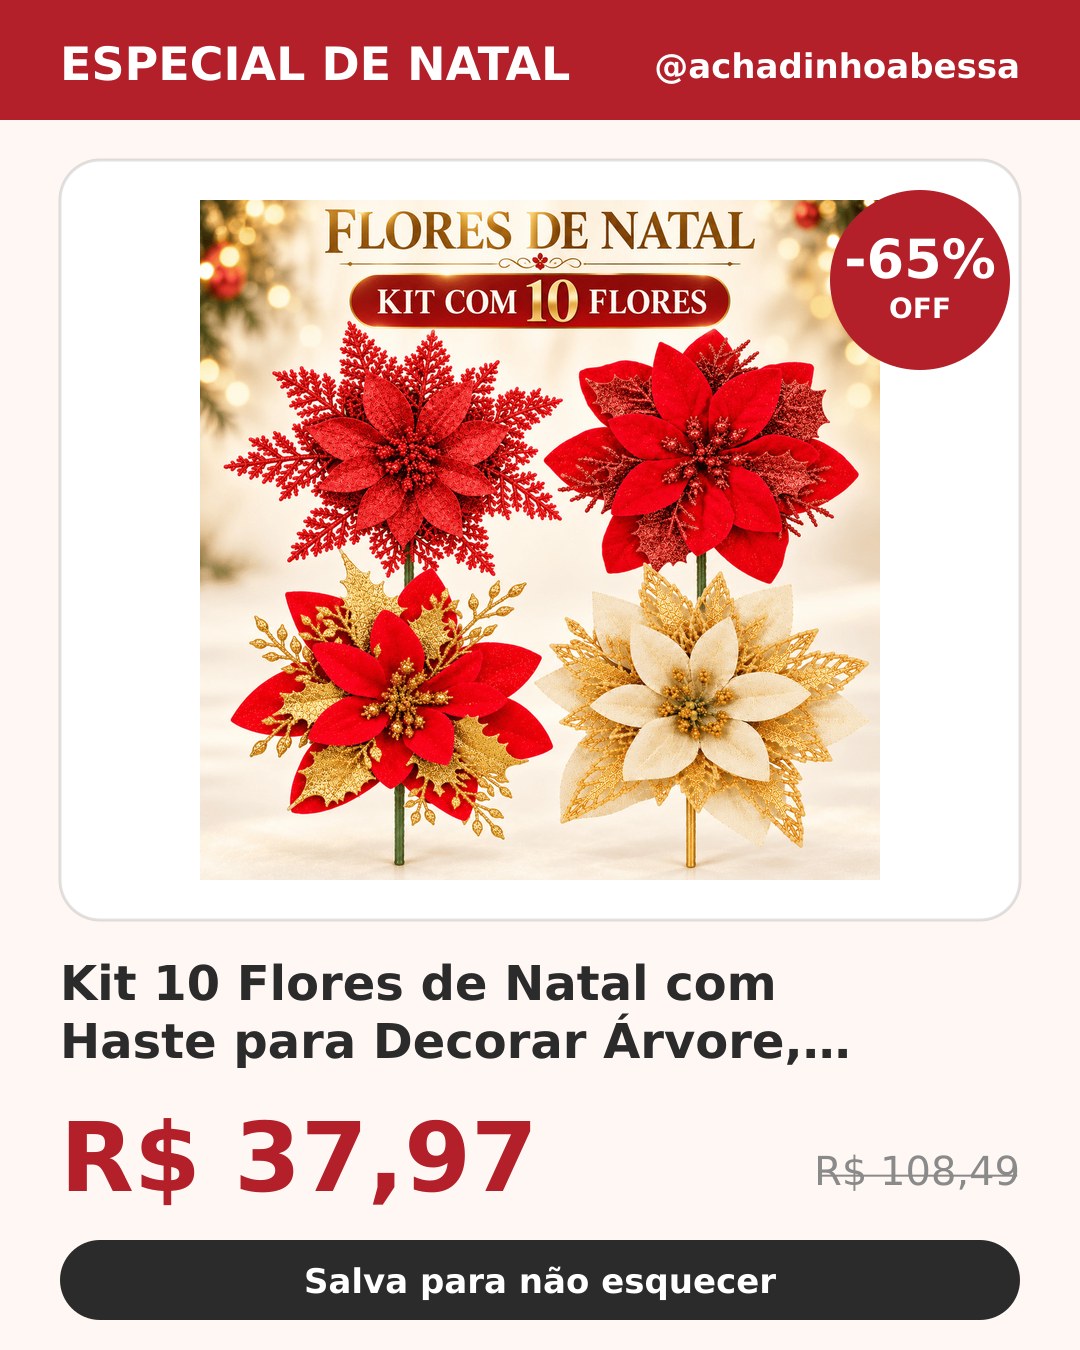 ESPECIAL DE NATAL
@achadinhoabessa
FLORES DE NATAL
KIT COM 10 FLORES
-65%
OFF
Kit 10 Flores de Natal com
Haste para Decorar Árvore,...
R$ 37,97
R$ 108,49
Salva para não esquecer